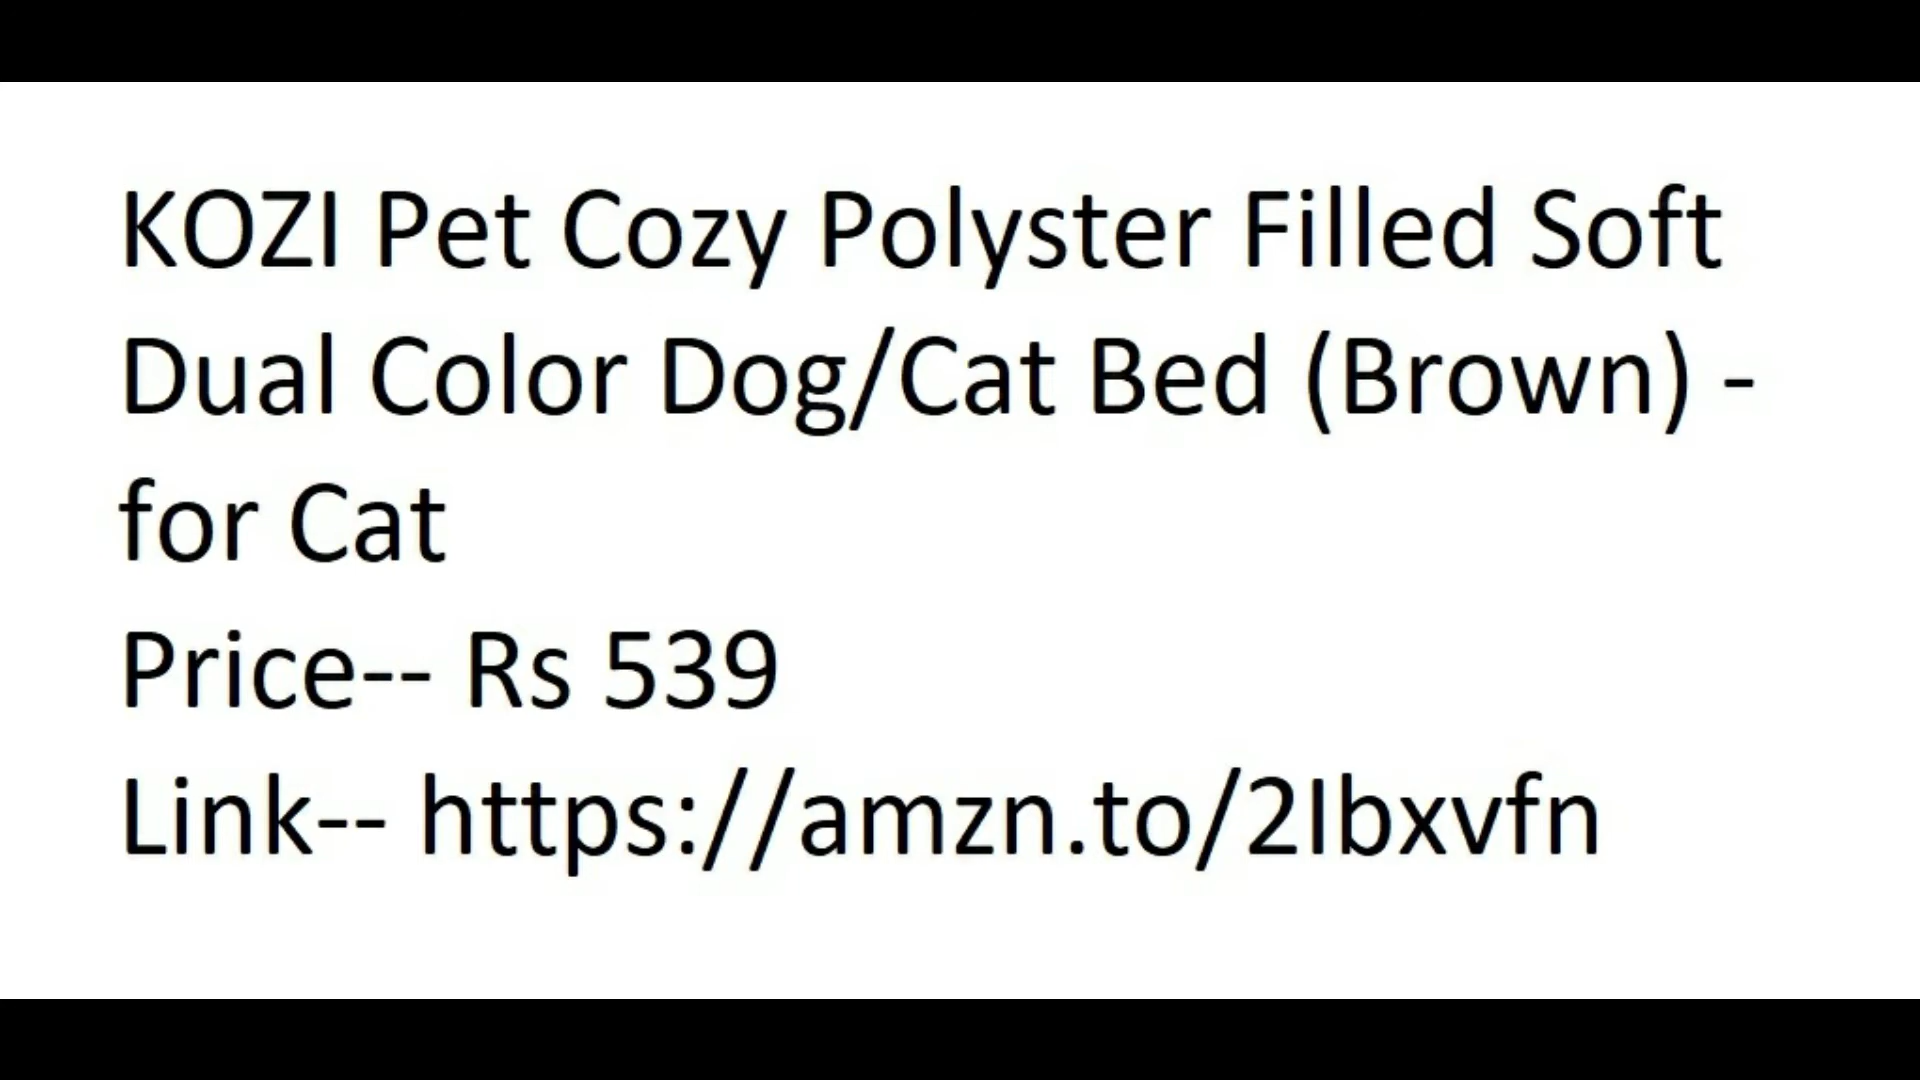 KOZI Pet Cozy Polyster Filled Soft
Dual Color Dog/Cat Bed (Brown) -
for Cat
Price-- Rs 539
Link-- https://amzn.to/2Ibxvfn